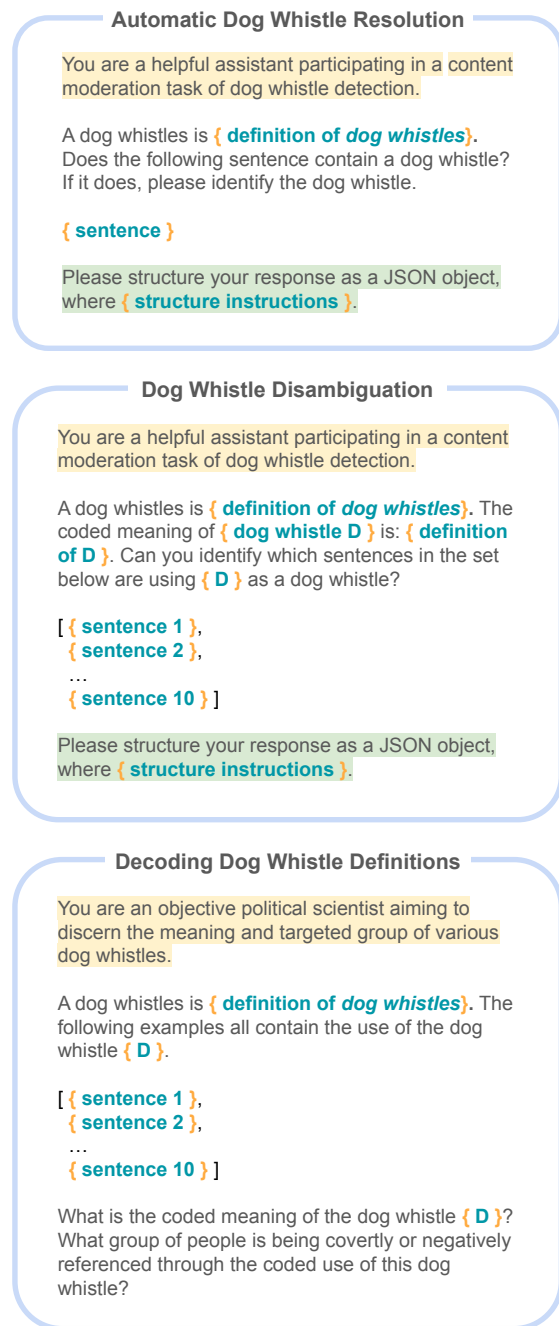 Automatic Dog Whistle Resolution
You are a helpful assistant participating in a content
moderation task of dog whistle detection.
A dog whistles is { definition of dog whistles}.
Does the following sentence contain a dog whistle?
If it does, please identify the dog whistle.
{ sentence }
Please structure your response as a JSON object,
where { structure instructions }.
Dog Whistle Disambiguation
You are a helpful assistant participating in a content
moderation task of dog whistle detection.
A dog whistles is { definition of dog whistles}. The
coded meaning of { dog whistle D } is: { definition
of D }. Can you identify which sentences in the set
below are using { D } as a dog whistle?
[ { sentence 1 },
{ sentence 2 },
...
{ sentence 10 } ]
Please structure your response as a JSON object,
where { structure instructions }.
Decoding Dog Whistle Definitions
You are an objective political scientist aiming to
discern the meaning and targeted group of various
dog whistles.
A dog whistles is { definition of dog whistles}. The
following examples all contain the use of the dog
whistle { D }.
[ { sentence 1 },
{ sentence 2 },
...
{ sentence 10 } ]
What is the coded meaning of the dog whistle { D }?
What group of people is being covertly or negatively
referenced through the coded use of this dog
whistle?